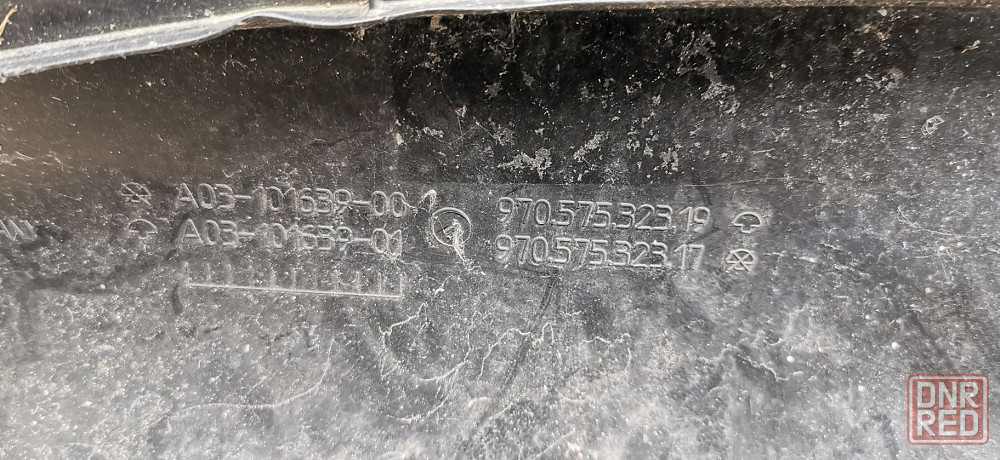 A03-101639-00
A03-101639-01
970.575.323.19
970.575.323.17
DNR
RED